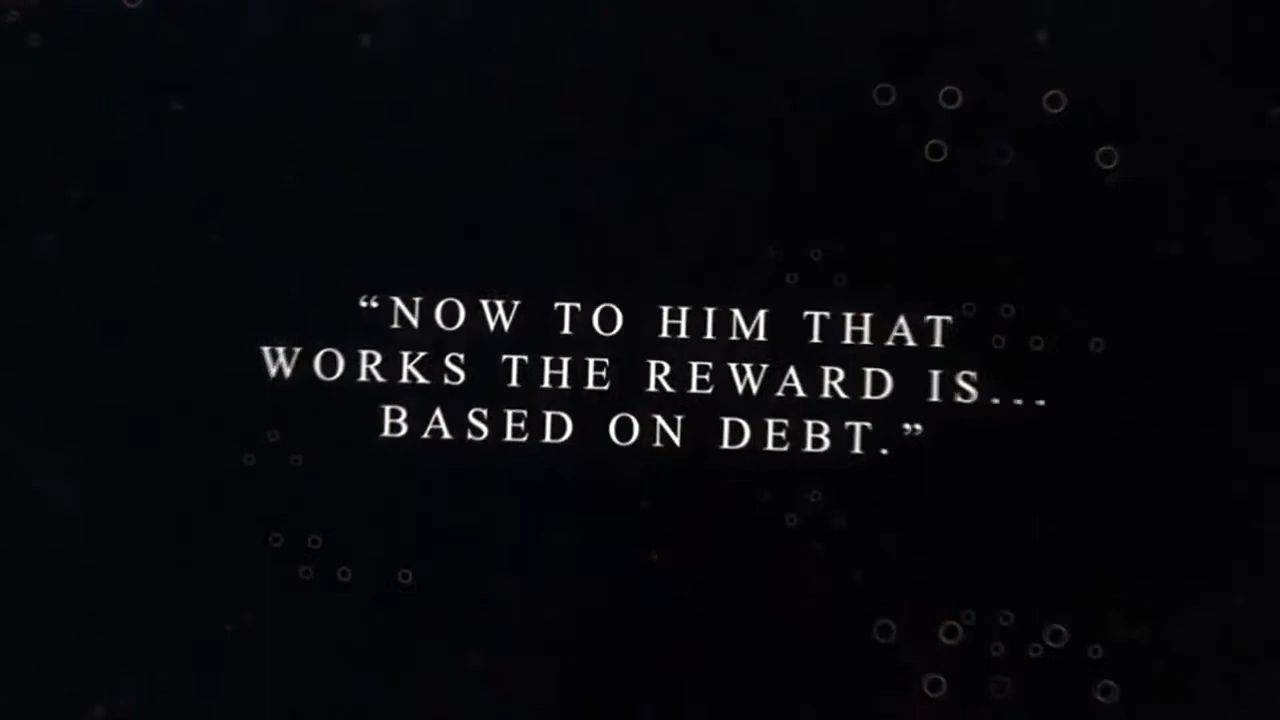 “NOW TO HIM THAT
WORKS THE REWARD IS...
BASED ON DEBT.”